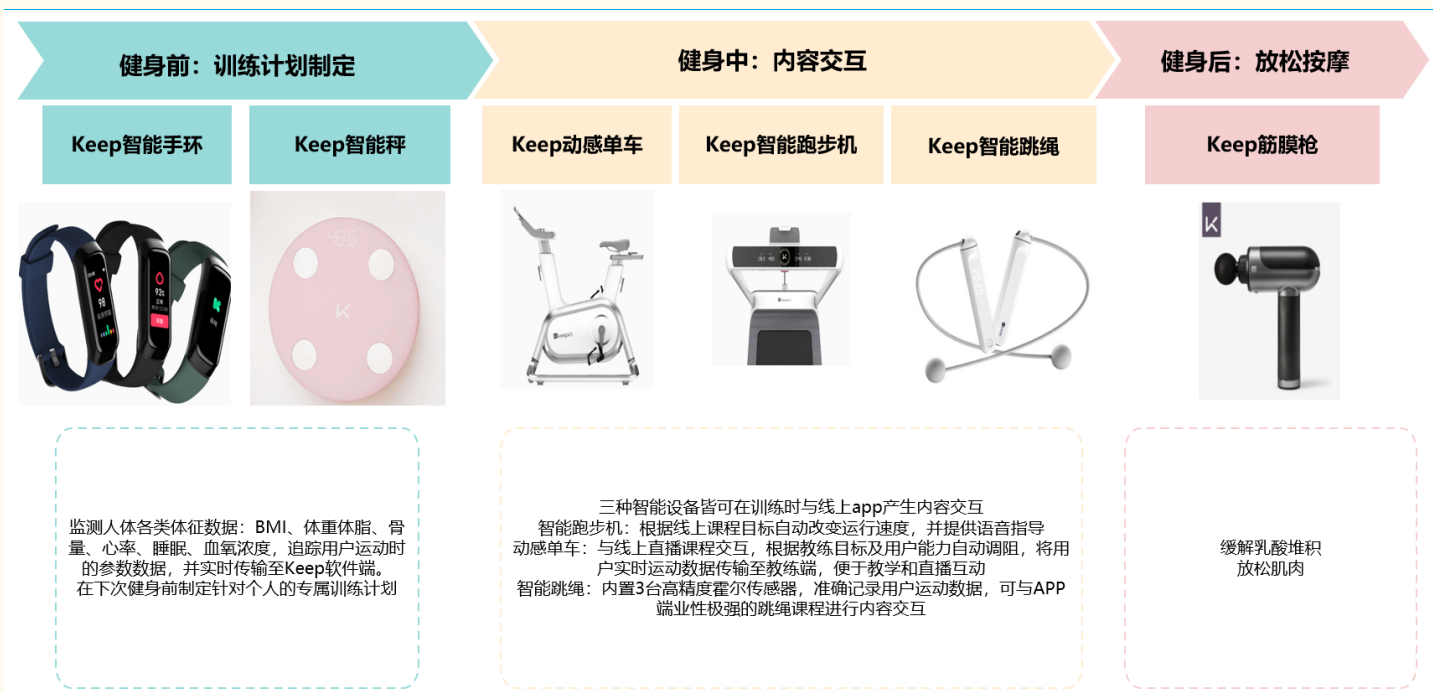 健身前：训练计划制定
健身中：内容交互
健身后：放松按摩
Keep智能手环
Keep智能秤
Keep动感单车
Keep智能跑步机
Keep智能跳绳
Keep筋膜枪
98
93%
K
K
监测人体各类体征数据：BMI、体重体脂、骨
量、心率、睡眠、血氧浓度，追踪用户运动时
的参数数据，并实时传输至Keep软件端。
在下次健身前制定针对个人的专属训练计划
三种智能设备皆可在训练时与线上app产生内容交互
智能跑步机：根据线上课程目标自动改变运行速度，并提供语音指导
动感单车：与线上直播课程交互，根据教练目标及用户能力自动调阻，将用
户实时运动数据传输至教练端，便于教学和直播互动
智能跳绳：内置3台高精度霍尔传感器，准确记录用户运动数据，可与APP
端业性极强的跳绳课程进行内容交互
缓解乳酸堆积
放松肌肉